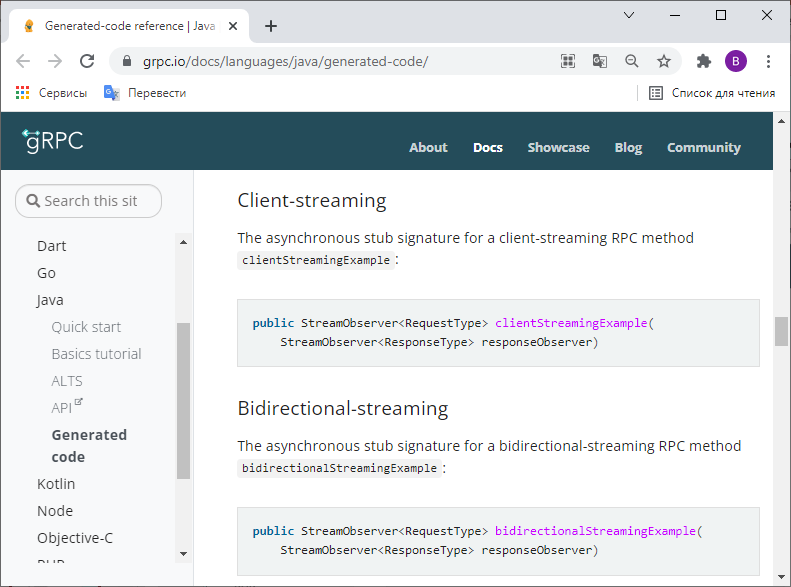 Generated-code reference | Java
grpc.io/docs/languages/java/generated-code/
B
Сервисы
Перевести
Список для чтения
gRPC
About
Docs
Showcase
Blog
Community
Search this sit
Dart
Go
Java
Quick start
Basics tutorial
ALTS
API
Generated
code
Kotlin
Node
Objective-C
PHP
Client-streaming
The asynchronous stub signature for a client-streaming RPC method
clientStreamingExample:
public StreamObserver<RequestType> clientStreamingExample(
StreamObserver<ResponseType> responseObserver)
Bidirectional-streaming
The asynchronous stub signature for a bidirectional-streaming RPC method
bidirectionalStreamingExample:
public StreamObserver<RequestType> bidirectionalStreamingExample(
StreamObserver<ResponseType> responseObserver)